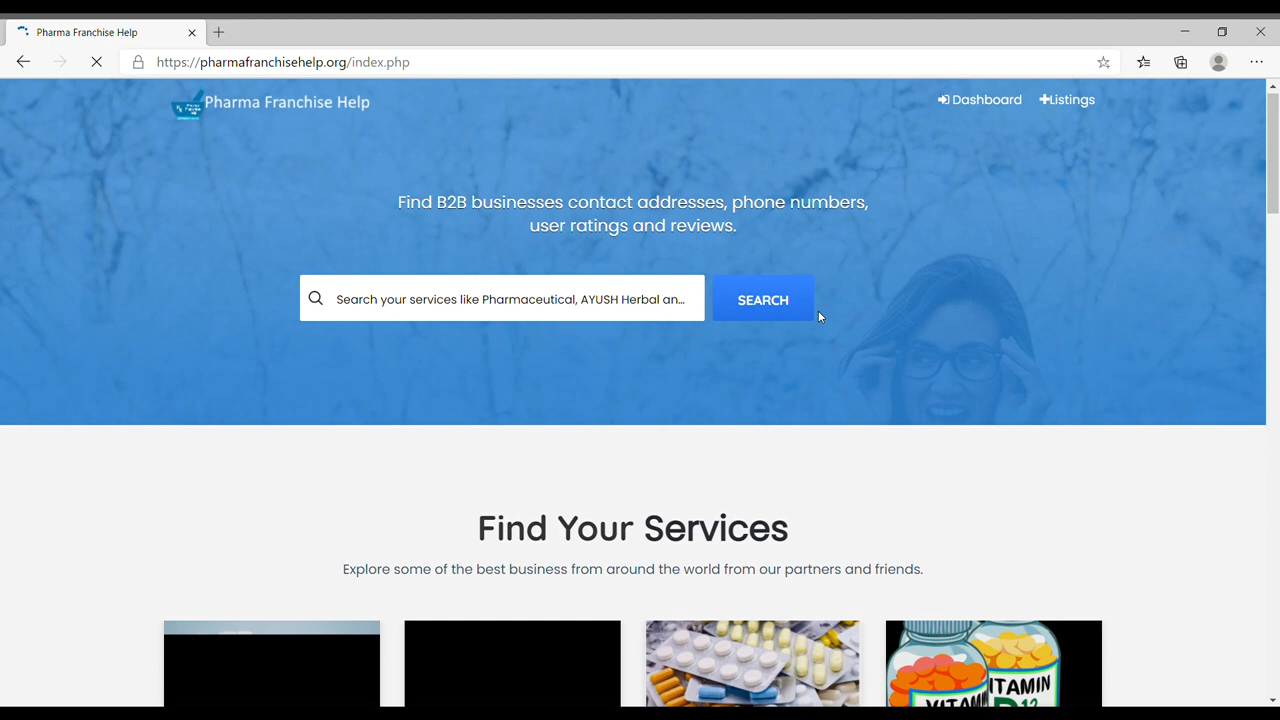 Pharma Franchise Help
https://pharmafranchisehelp.org/index.php
Pharma Franchise Help
Dashboard
Listings
Find B2B businesses contact addresses, phone numbers,
user ratings and reviews.
Search your services like Pharmaceutical, AYUSH Herbal an...
SEARCH
Find Your Services
Explore some of the best business from around the world from our partners and friends.
VITAMIN
VITAMIN